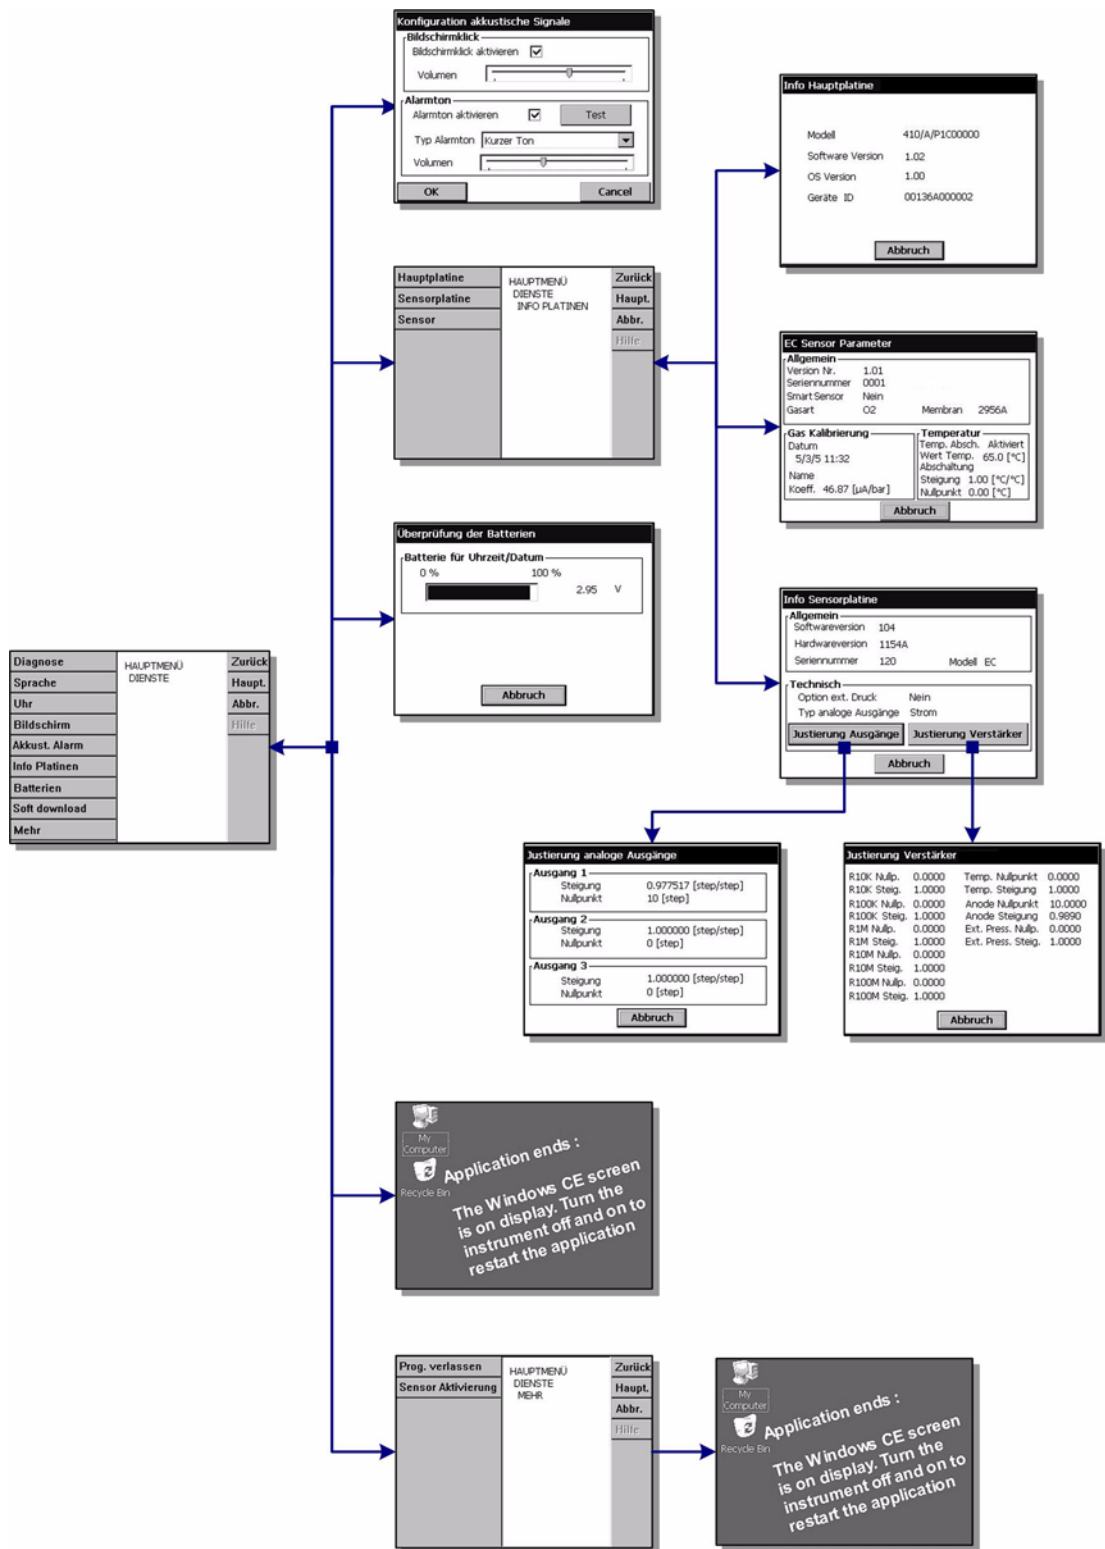 Konfiguration akkustische Signale
Bildschirmklick
Bildschirmklick aktivieren
Volumen
Alarmton
Alarmton aktivieren Test
Typ Alarmton Kurzer Ton
Volumen
OK Cancel
Info Hauptplatine
Modell 410/A/P1C00000
Software Version 1.02
OS Version 1.00
Geräte ID 00136A000002
Abbruch
Hauptplatine
Sensorplatine
Sensor
HAUPTMENÜ
DIENSTE
INFO PLATINEN
Zurück
Haupt.
Abbr.
Hilfe
EC Sensor Parameter
Allgemein
Version Nr. 1.01
Seriennummer 0001
Smart Sensor Nein
Gasart O2 Membran 2956A
Gas Kalibrierung
Datum
5/3/5 11:32
Name
Koeff. 46.87 [µA/bar]
Temperatur
Temp. Absch. Aktiviert
Wert Temp. 65.0 [°C]
Abschaltung
Steigung 1.00 [°C/°C]
Nullpunkt 0.00 [°C]
Abbruch
Überprüfung der Batterien
Batterie für Uhrzeit/Datum
0 % 100 %
2.95 V
Abbruch
Info Sensorplatine
Allgemein
Softwareversion 104
Hardwareversion 1154A
Seriennummer 120 Modell EC
Technisch
Option ext. Druck Nein
Typ analoge Ausgänge Strom
Justierung Ausgänge Justierung Verstärker
Abbruch
Diagnose
Sprache
Uhr
Bildschirm
Akkust. Alarm
Info Platinen
Batterien
Soft download
Mehr
HAUPTMENÜ
DIENSTE
Zurück
Haupt.
Abbr.
Hilfe
Justierung analoge Ausgänge
Ausgang 1
Steigung 0.977517 [step/step]
Nullpunkt 10 [step]
Ausgang 2
Steigung 1.000000 [step/step]
Nullpunkt 0 [step]
Ausgang 3
Steigung 1.000000 [step/step]
Nullpunkt 0 [step]
Abbruch
Justierung Verstärker
R10K Nullp. 0.0000 Temp. Nullpunkt 0.0000
R10K Steig. 1.0000 Temp. Steigung 1.0000
R100K Nullp. 0.0000 Anode Nullpunkt 10.0000
R100K Steig. 1.0000 Anode Steigung 0.9890
R1M Nullp. 0.0000 Ext. Press. Nullp. 0.0000
R1M Steig. 1.0000 Ext. Press. Steig. 1.0000
R10M Nullp. 0.0000
R10M Steig. 1.0000
R100M Nullp. 0.0000
R100M Steig. 1.0000
Abbruch
My
Computer
Recycle Bin
Application ends :
The Windows CE screen
is on display. Turn the
instrument off and on to
restart the application
Prog. verlassen
Sensor Aktivierung
HAUPTMENÜ
DIENSTE
MEHR
Zurück
Haupt.
Abbr.
Hilfe
My
Computer
Recycle Bin
Application ends :
The Windows CE screen
is on display. Turn the
instrument off and on to
restart the application